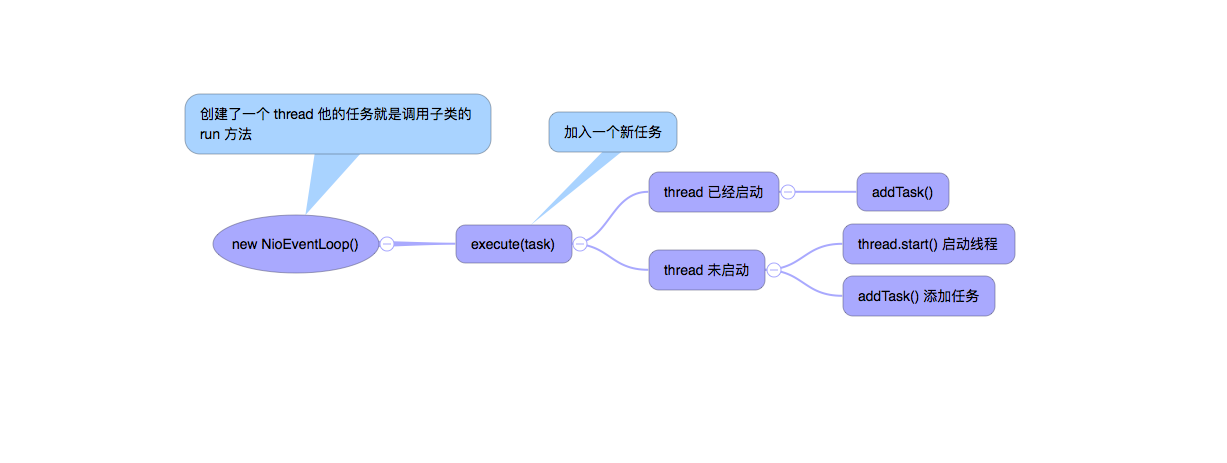 创建了一个 thread 他的任务就是调用子类的
run 方法
加入一个新任务
new NioEventLoop()
execute(task)
thread 已经启动
addTask()
thread 未启动
thread.start() 启动线程
addTask() 添加任务